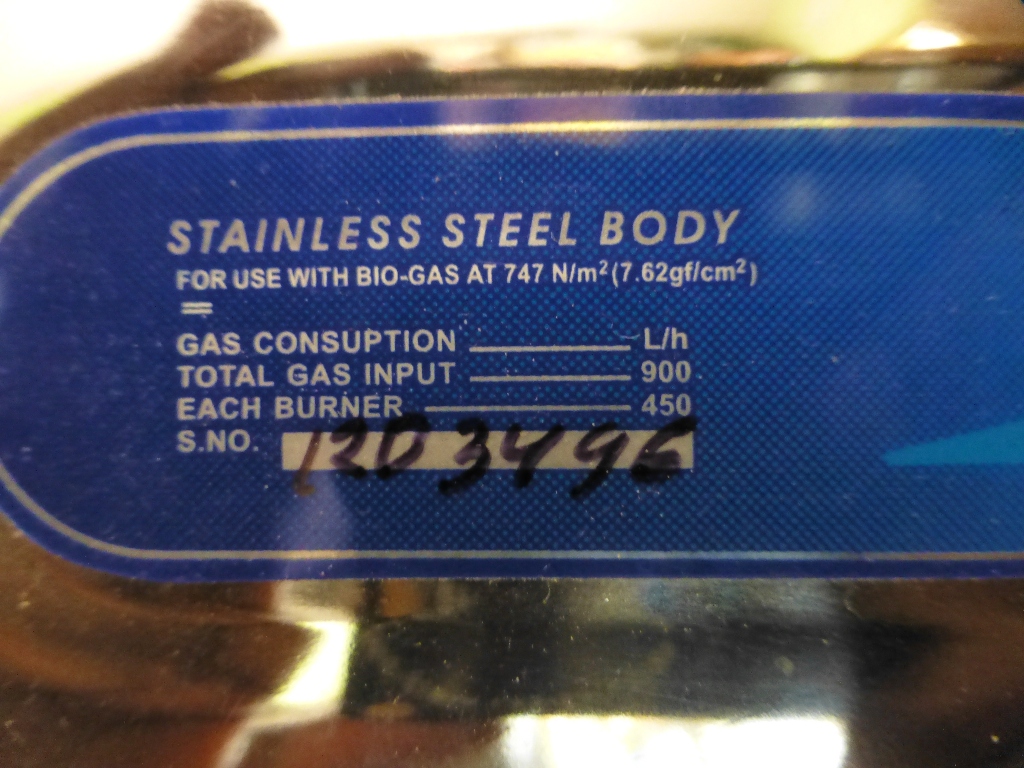 STAINLESS STEEL BODY
FOR USE WITH BIO-GAS AT 747 N/m²(7.62gf/cm²)
=
GAS CONSUPTION L/h
TOTAL GAS INPUT 900
EACH BURNER 450
S.NO. 1203496